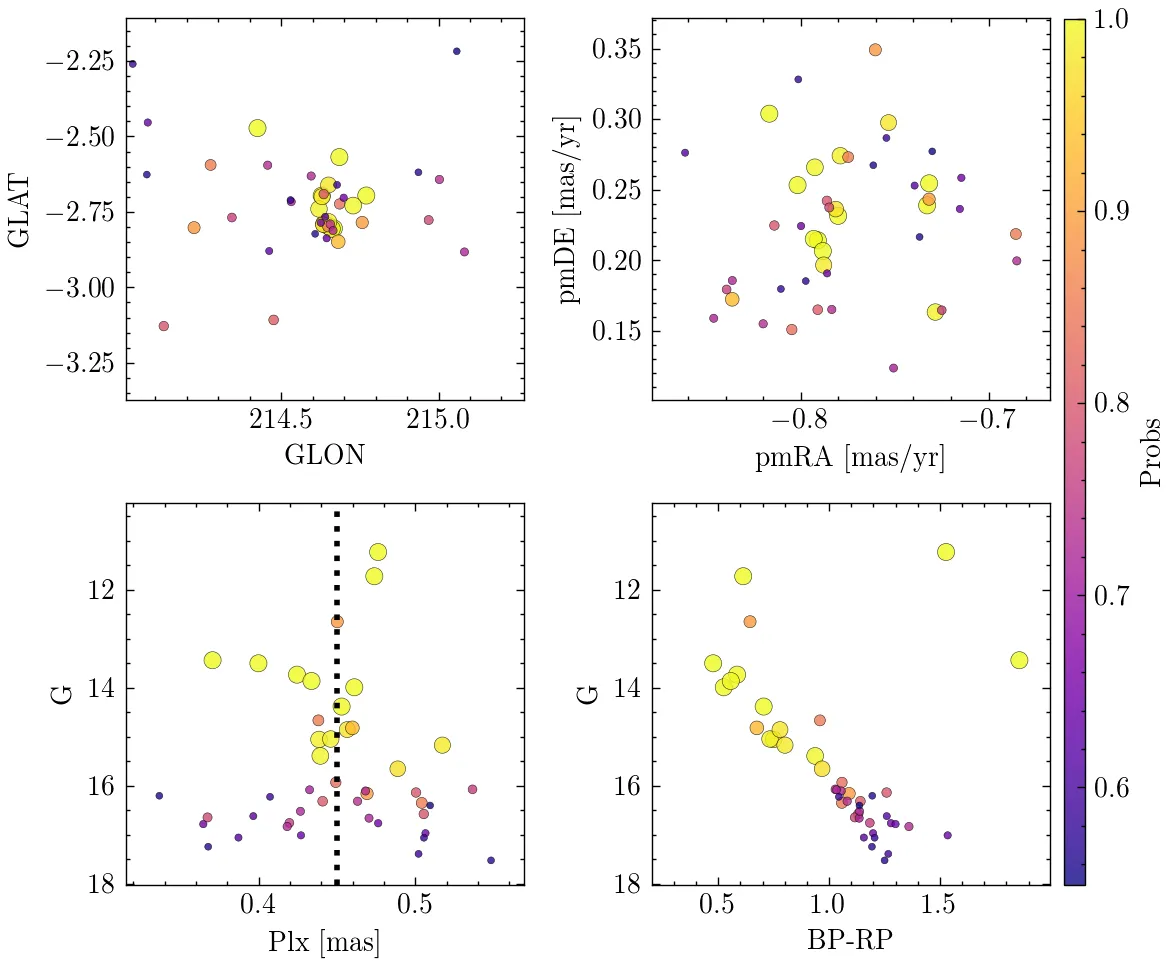 −2.25
−2.50
−2.75
−3.00
−3.25
GLAT
214.5 215.0
GLON
0.35
0.30
0.25
0.20
0.15
pmDE [mas/yr]
−0.8 −0.7
pmRA [mas/yr]
1.0
0.9
0.8
0.7
0.6
Probs
12
14
16
18
G
0.4 0.5
Plx [mas]
12
14
16
18
G
0.5 1.0 1.5
BP-RP